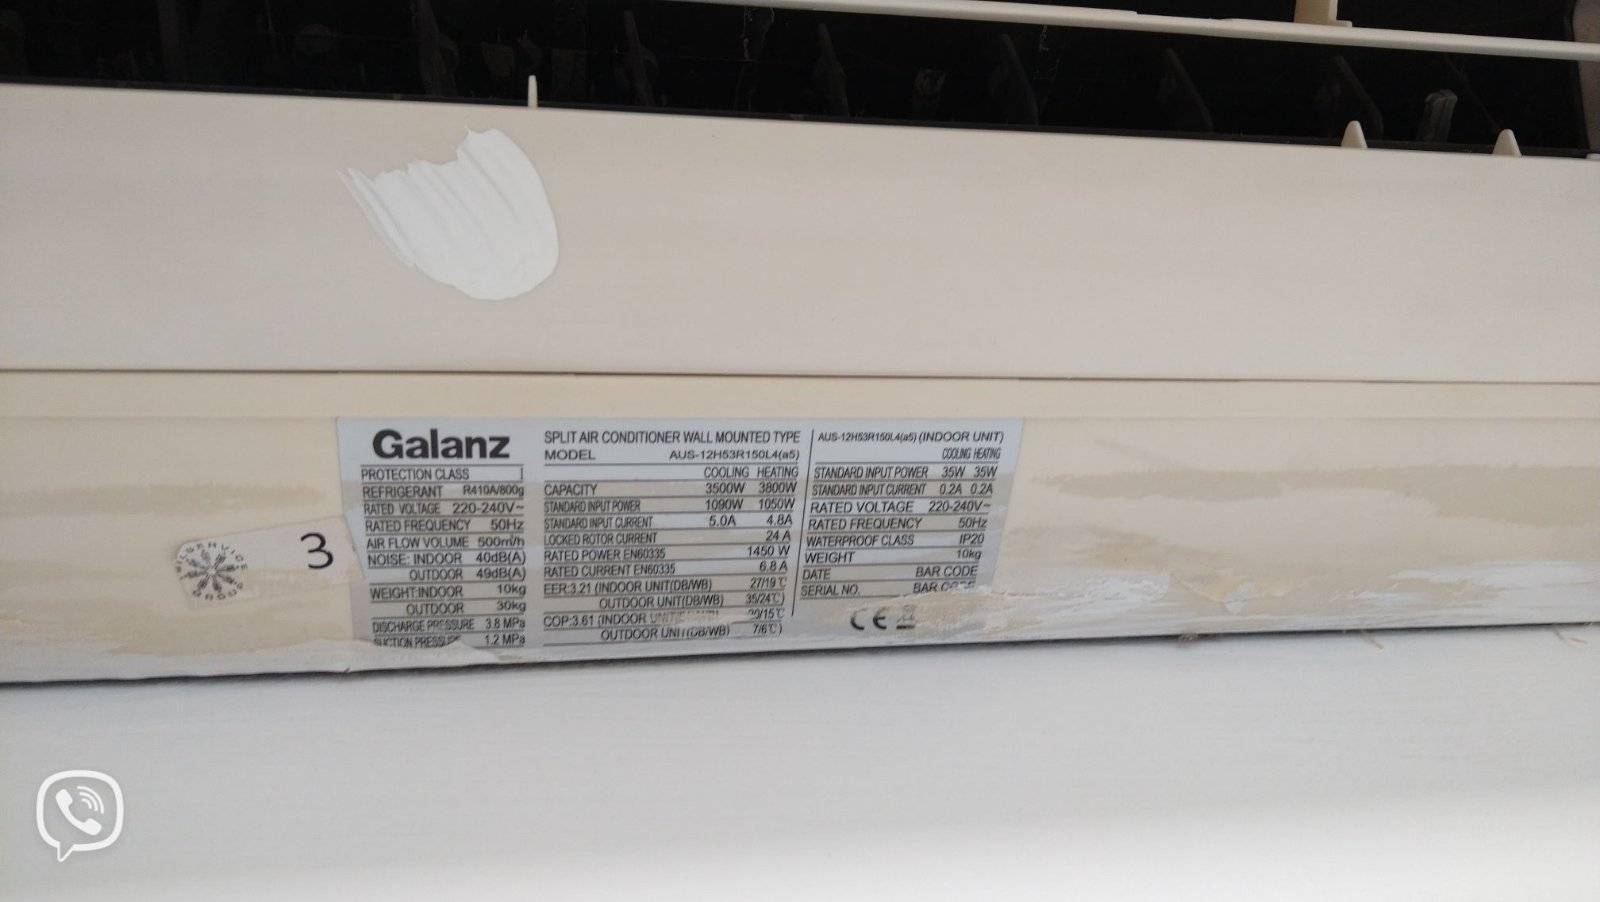 Galanz
PROTECTION CLASS I
REFRIGERANT R410A/800g
RATED VOLTAGE 220-240V~
RATED FREQUENCY 50Hz
AIR FLOW VOLUME 500m³/h
NOISE: INDOOR 40dB(A)
OUTDOOR 49dB(A)
WEIGHT:INDOOR 10kg
OUTDOOR 30kg
DISCHARGE PRESSURE 3.8 MPa
SUCTION PRESSURE 1.2 MPa
SPLIT AIR CONDITIONER WALL MOUNTED TYPE
MODEL AUS-12H53R150L4(a5)
COOLING HEATING
CAPACITY 3500W 3800W
STANDARD INPUT POWER 1090W 1050W
STANDARD INPUT CURRENT 5.0A 4.8A
LOCKED ROTOR CURRENT 24 A
RATED POWER EN60335 1450 W
RATED CURRENT EN60335 6.8 A
EER:3.21 (INDOOR UNIT(DB/WB) 27/19℃
OUTDOOR UNIT(DB/WB) 35/24℃)
COP:3.61 (INDOOR /15℃
OUTDOOR UNIT(DB/WB) 7/6℃)
AUS-12H53R150L4(a5) (INDOOR UNIT)
COOLING HEATING
STANDARD INPUT POWER 35W 35W
STANDARD INPUT CURRENT 0.2A 0.2A
RATED VOLTAGE 220-240V~
RATED FREQUENCY 50Hz
WATERPROOF CLASS IP20
WEIGHT 10kg
DATE BAR CODE
SERIAL NO. BAR
CE
3